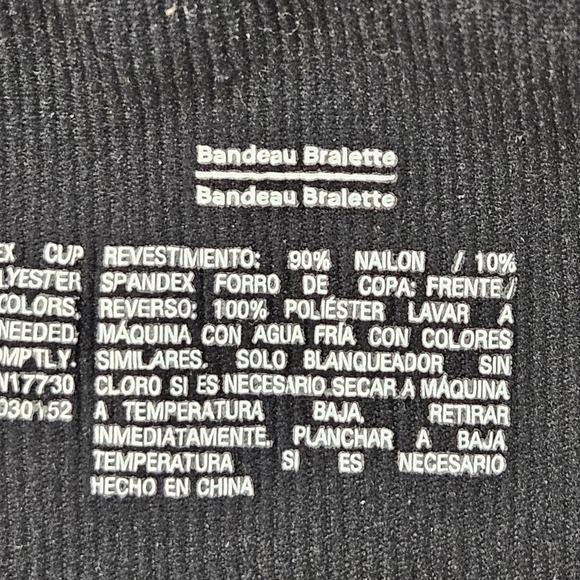 Bandeau Bralette
Bandeau Bralette
EX CUP
LYESTER
COLORS.
NEEDED.
OMPTLY.
N17730
030152
REVESTIMIENTO: 90% NAILON / 10%
SPANDEX FORRO DE COPA: FRENTE /
REVERSO: 100% POLIÉSTER LAVAR A
MÁQUINA CON AGUA FRÍA CON COLORES
SIMILARES. SOLO BLANQUEADOR SIN
CLORO SI ES NECESARIO.SECAR A MÁQUINA
A TEMPERATURA BAJA, RETIRAR
INMEDIATAMENTE. PLANCHAR A BAJA
TEMPERATURA SI ES NECESARIO
HECHO EN CHINA